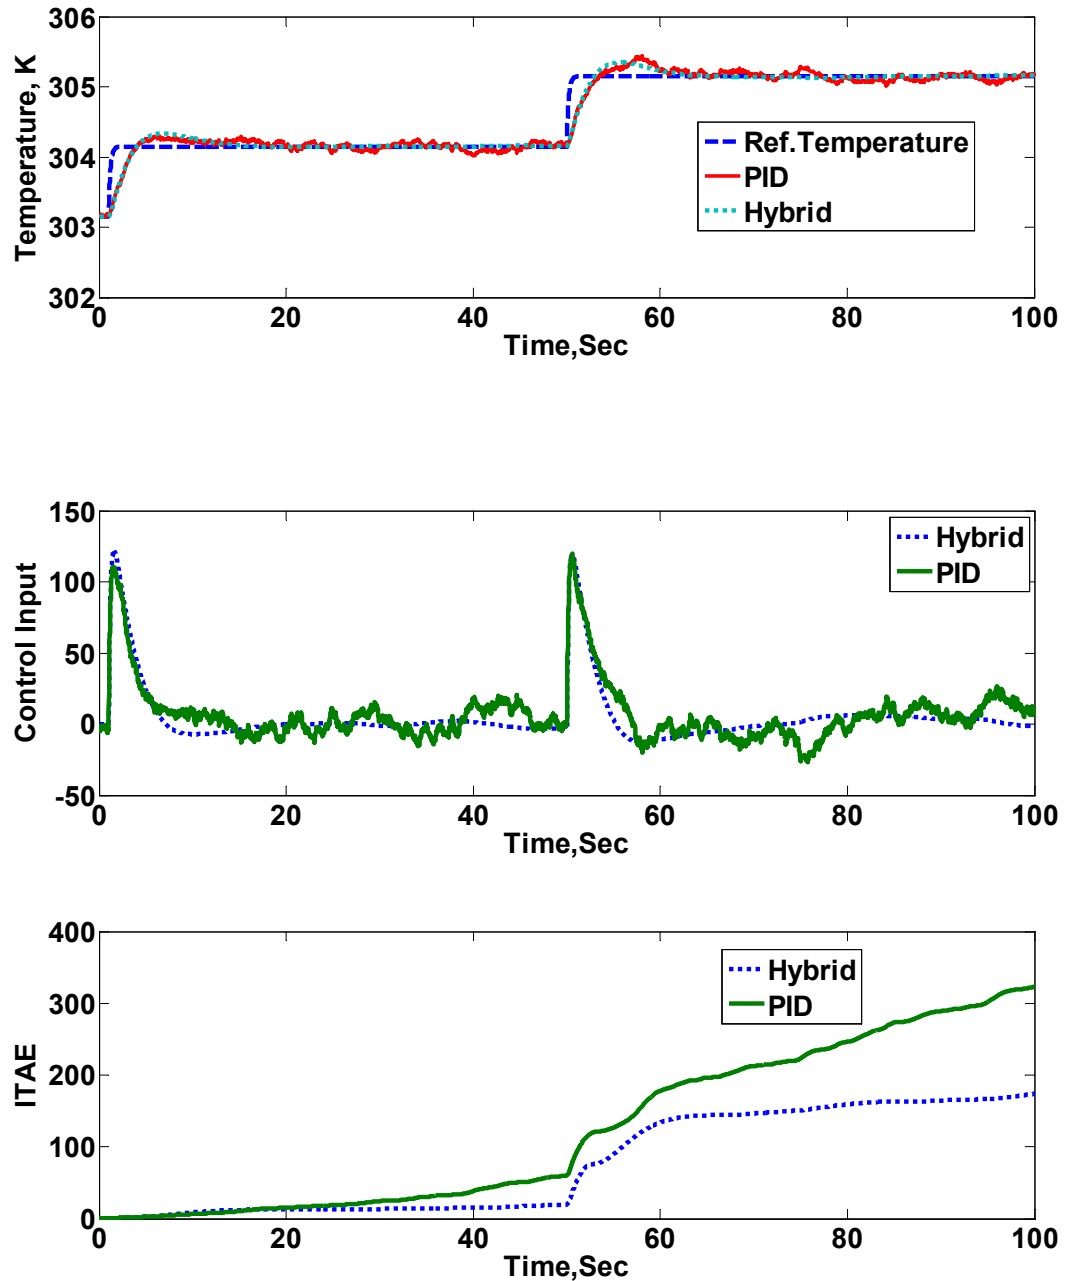 306
305
304
303
302
Temperature, K
Ref.Temperature
PID
Hybrid
0 20 40 60 80 100
Time,Sec
150
100
50
0
-50
Control Input
Hybrid
PID
0 20 40 60 80 100
Time,Sec
400
300
200
100
0
ITAE
Hybrid
PID
0 20 40 60 80 100
Time,Sec